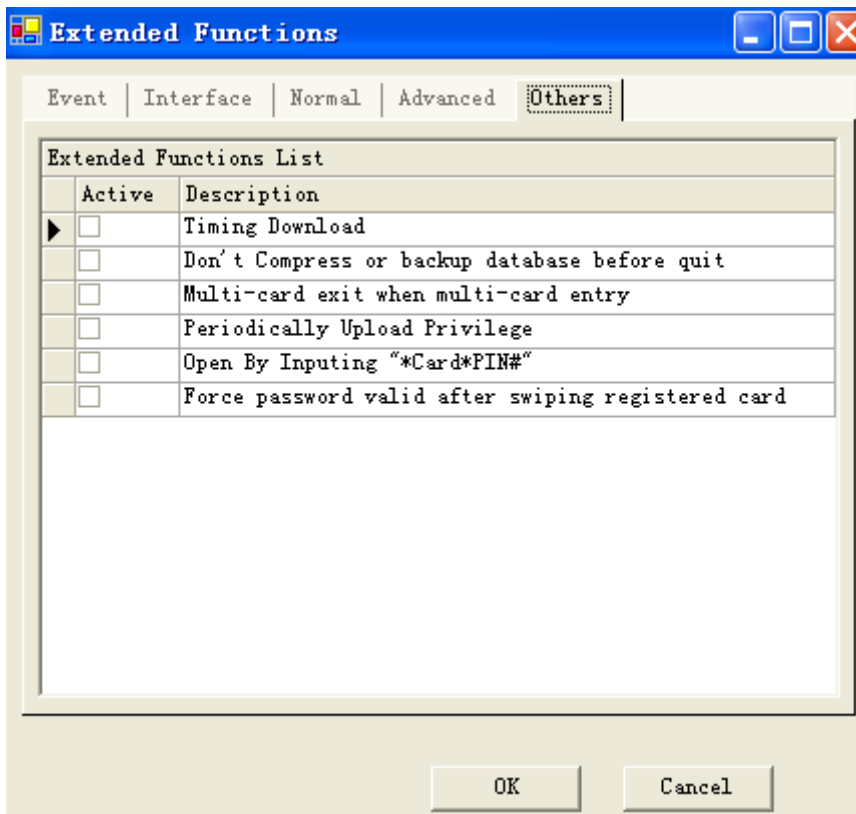 Extended Functions
Event Interface Normal Advanced Others
Extended Functions List
Active Description
Timing Download
Don't Compress or backup database before quit
Multi-card exit when multi-card entry
Periodically Upload Privilege
Open By Inputing "*Card*PIN#"
Force password valid after swiping registered card
OK Cancel